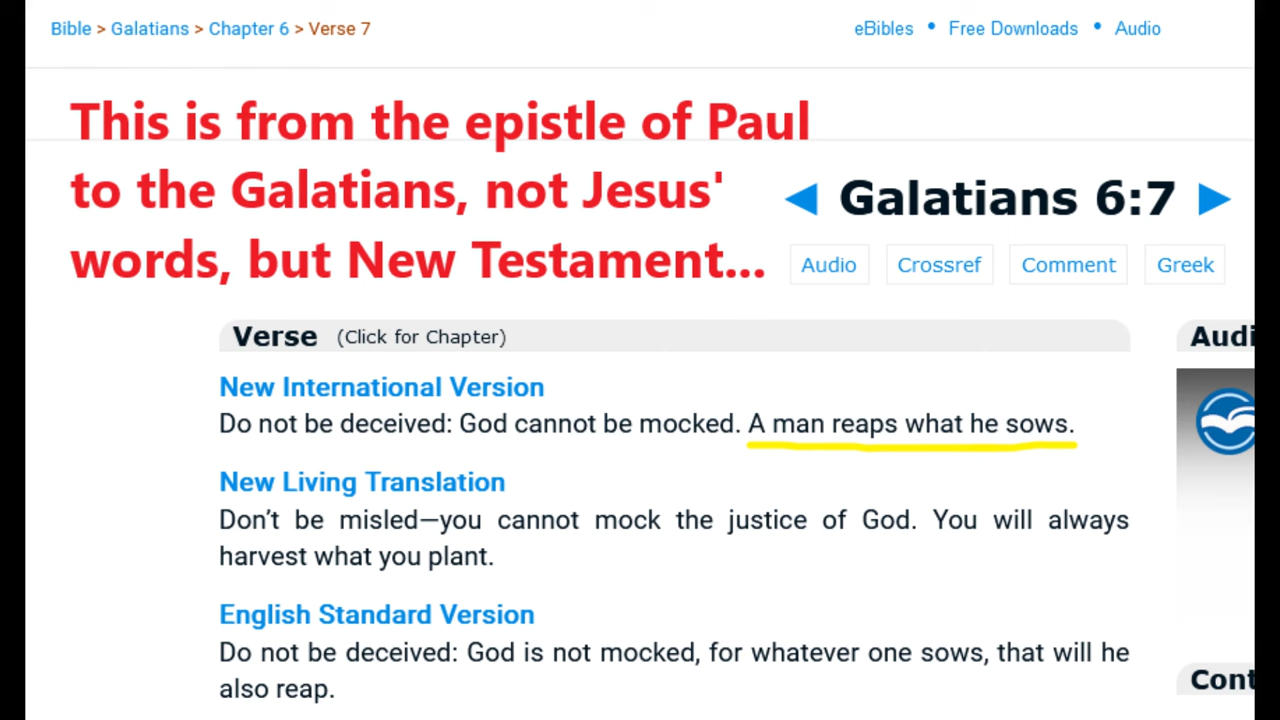 Bible > Galatians > Chapter 6 > Verse 7
eBibles • Free Downloads • Audio
This is from the epistle of Paul
to the Galatians, not Jesus'
words, but New Testament...
◄ Galatians 6:7 ►
Audio Crossref Comment Greek
Verse (Click for Chapter)
New International Version
Do not be deceived: God cannot be mocked. A man reaps what he sows.
New Living Translation
Don’t be misled—you cannot mock the justice of God. You will always
harvest what you plant.
English Standard Version
Do not be deceived: God is not mocked, for whatever one sows, that will he
also reap.
Audi
Cont